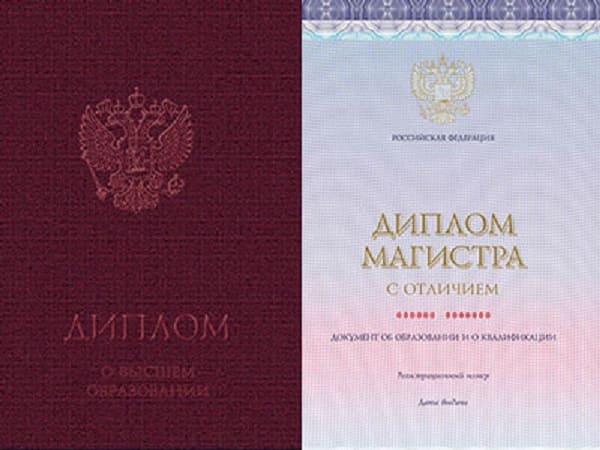 ДИПЛОМ
О ВЫСШЕМ
ОБРАЗОВАНИИ
РОССИЙСКАЯ ФЕДЕРАЦИЯ
ДИПЛОМ
МАГИСТРА
С ОТЛИЧИЕМ
ДОКУМЕНТ ОБ ОБРАЗОВАНИИ И О КВАЛИФИКАЦИИ
Регистрационный номер
Дата выдачи